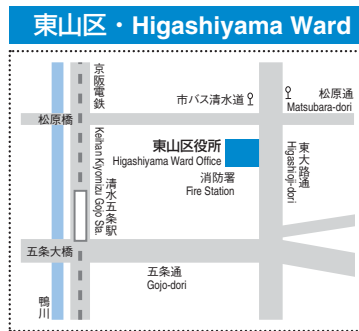 東山区・Higashiyama Ward
京阪電鉄
市バス清水道
松原通
Matsubara-dori
松原橋
東山区役所
Higashiyama Ward Office
消防署
Fire Station
東大路通
Higashioji-dori
Keihan Kiyomizu Gojo Sta.
清水五条駅
五条大橋
五条通
Gojo-dori
鴨川